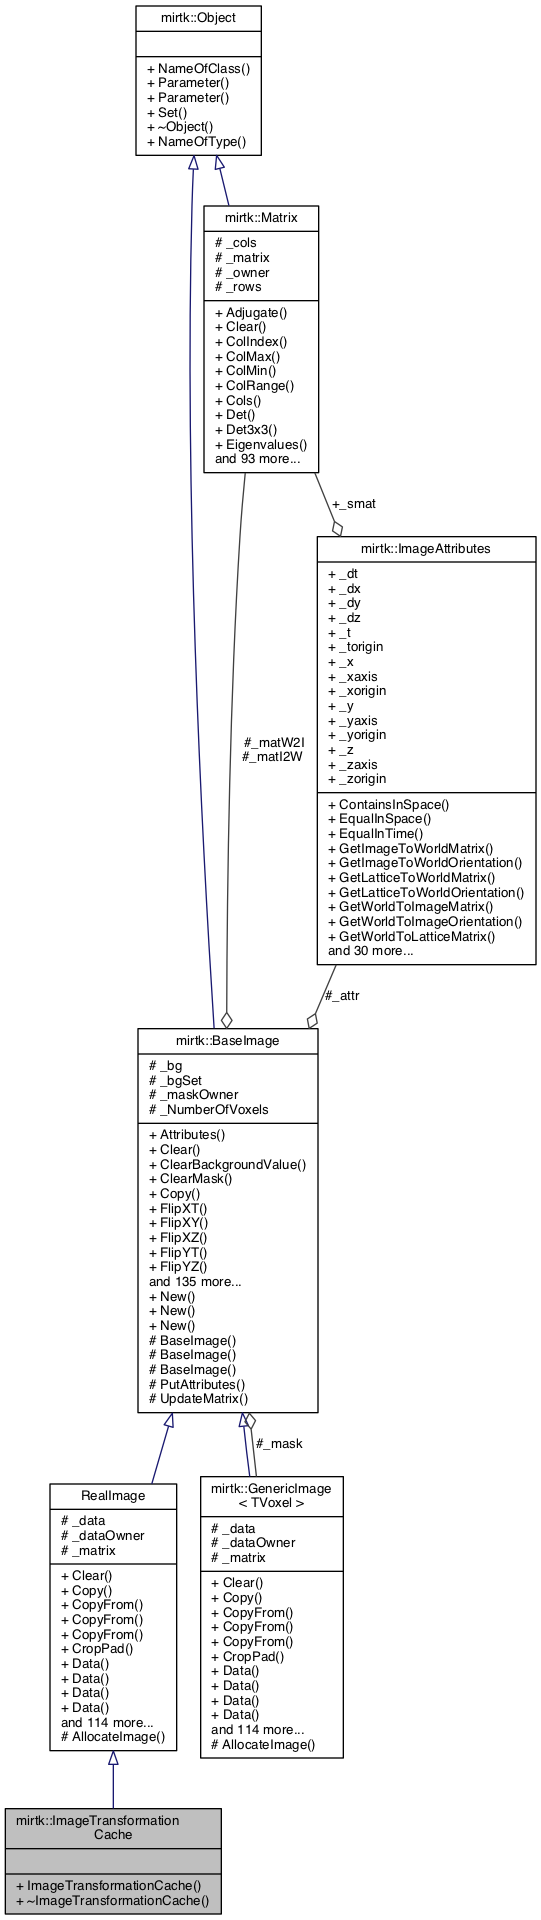 mirtk::Object
+ NameOfClass()
+ Parameter()
+ Parameter()
+ Set()
+ ~Object()
+ NameOfType()
mirtk::Matrix
# _cols
# _matrix
# _owner
# _rows
+ Adjugate()
+ Clear()
+ ColIndex()
+ ColMax()
+ ColMin()
+ ColRange()
+ Cols()
+ Det()
+ Det3x3()
+ Eigenvalues()
and 93 more...
+_smat
mirtk::ImageAttributes
+ _dt
+ _dx
+ _dy
+ _dz
+ _t
+ _torigin
+ _x
+ _xaxis
+ _xorigin
+ _y
+ _yaxis
+ _yorigin
+ _z
+ _zaxis
+ _zorigin
+ ContainsInSpace()
+ EqualInSpace()
+ EqualInTime()
+ GetImageToWorldMatrix()
+ GetImageToWorldOrientation()
+ GetLatticeToWorldMatrix()
+ GetLatticeToWorldOrientation()
+ GetWorldToImageMatrix()
+ GetWorldToImageOrientation()
+ GetWorldToLatticeMatrix()
and 30 more...
#_matW2I
#_matI2W
#_attr
mirtk::BaseImage
# _bg
# _bgSet
# _maskOwner
# _NumberOfVoxels
+ Attributes()
+ Clear()
+ ClearBackgroundValue()
+ ClearMask()
+ Copy()
+ FlipXT()
+ FlipXY()
+ FlipXZ()
+ FlipYT()
+ FlipYZ()
and 135 more...
+ New()
+ New()
+ New()
# BaseImage()
# BaseImage()
# BaseImage()
# PutAttributes()
# UpdateMatrix()
#_mask
RealImage
# _data
# _dataOwner
# _matrix
+ Clear()
+ Copy()
+ CopyFrom()
+ CopyFrom()
+ CopyFrom()
+ CropPad()
+ Data()
+ Data()
+ Data()
+ Data()
and 114 more...
# AllocateImage()
mirtk::GenericImage
< TVoxel >
# _data
# _dataOwner
# _matrix
+ Clear()
+ Copy()
+ CopyFrom()
+ CopyFrom()
+ CopyFrom()
+ CropPad()
+ Data()
+ Data()
+ Data()
+ Data()
and 114 more...
# AllocateImage()
mirtk::ImageTransformation
Cache
+ ImageTransformationCache()
+ ~ImageTransformationCache()